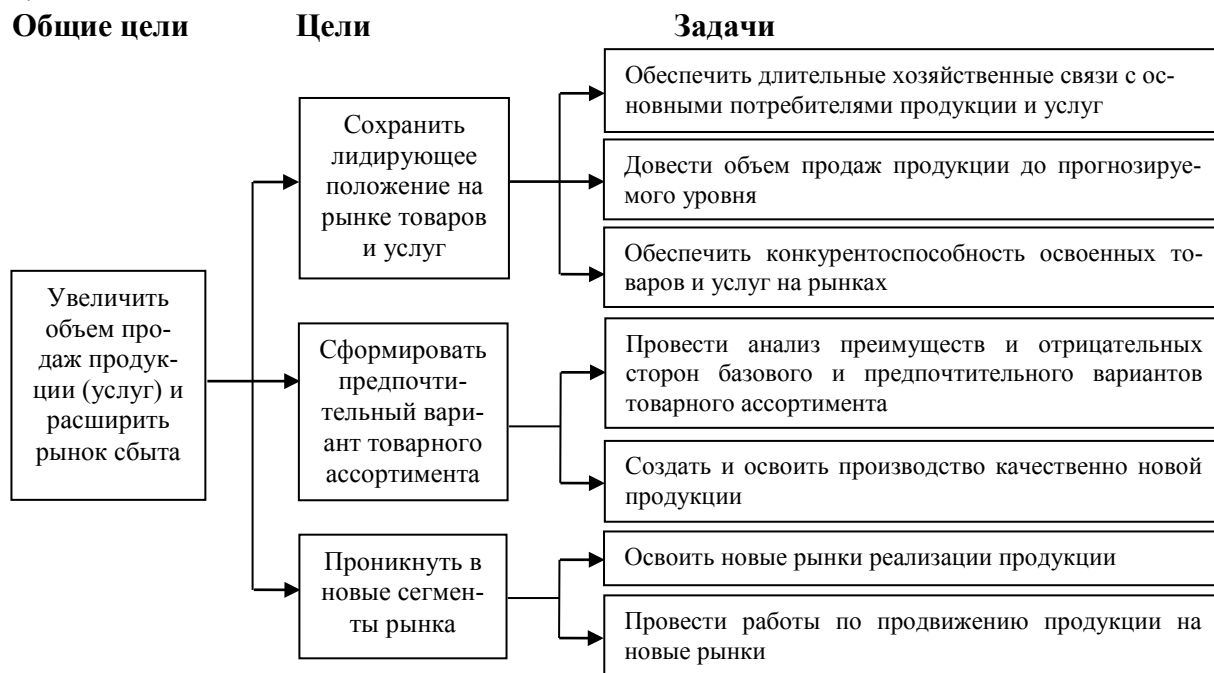 Общие цели
Цели
Задачи
Увеличить
объем про-
даж продук-
ции (услуг) и
расширить
рынок сбыта
Сохранить
лидирующее
положение на
рынке товаров
и услуг
Обеспечить длительные хозяйственные связи с ос-
новными потребителями продукции и услуг
Довести объем продаж продукции до прогнозируе-
мого уровня
Обеспечить конкурентоспособность освоенных то-
варов и услуг на рынках
Сформировать
предпочти-
тельный вари-
ант товарного
ассортимента
Провести анализ преимуществ и отрицательных
сторон базового и предпочтительного вариантов
товарного ассортимента
Создать и освоить производство качественно новой
продукции
Проникнуть в
новые сегмен-
ты рынка
Освоить новые рынки реализации продукции
Провести работы по продвижению продукции на
новые рынки